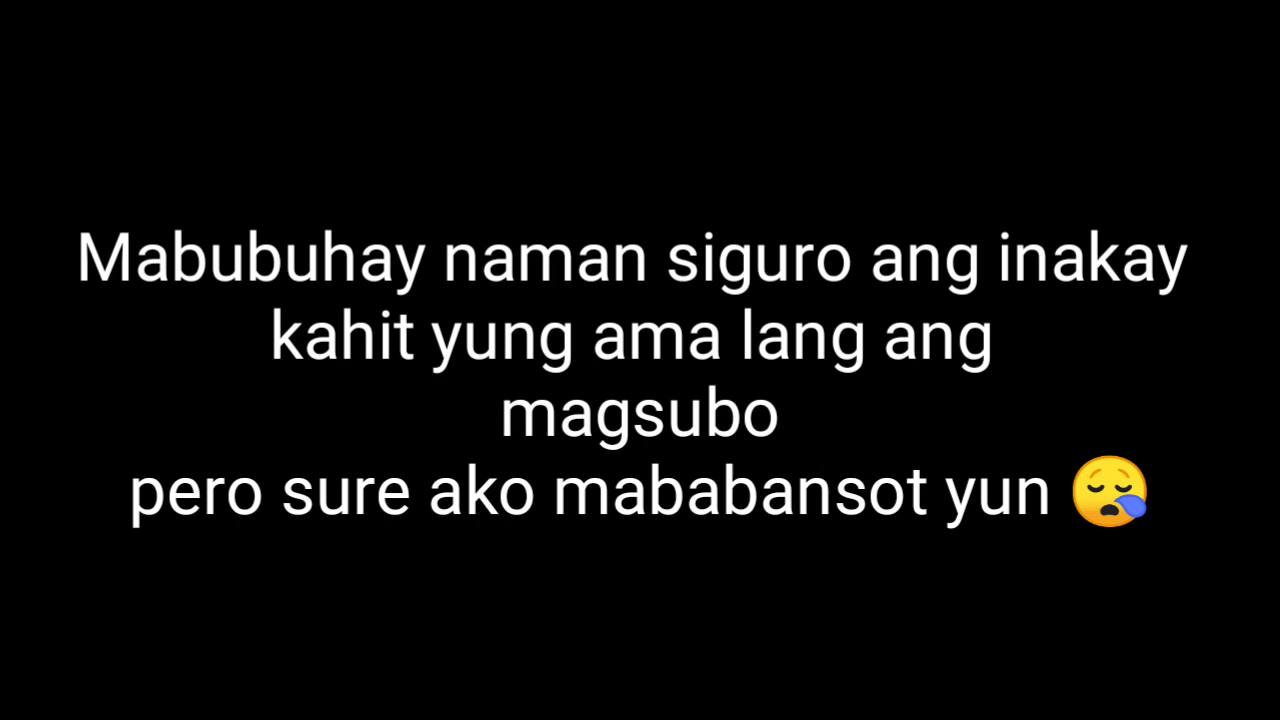 Mabubuhay naman siguro ang inakay
kahit yung ama lang ang
magsubo
pero sure ako mababansot yun 😪